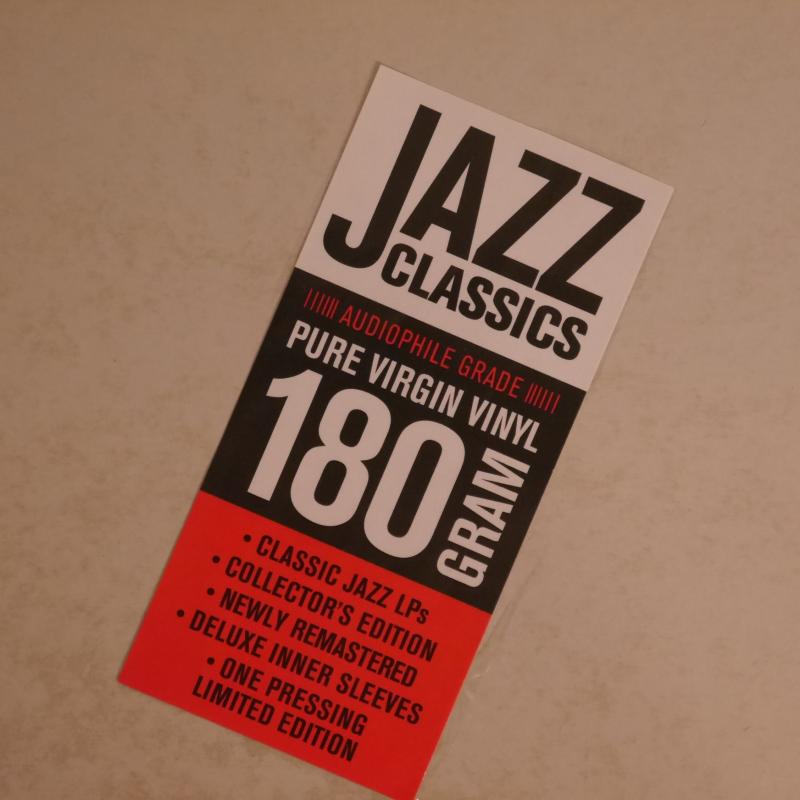 JAZZ
CLASSICS
AUDIOPHILE GRADE
PURE VIRGIN VINYL
180
GRAM
• CLASSIC JAZZ LPs
• COLLECTOR'S EDITION
• NEWLY REMASTERED
• DELUXE INNER SLEEVES
• ONE PRESSING
LIMITED EDITION